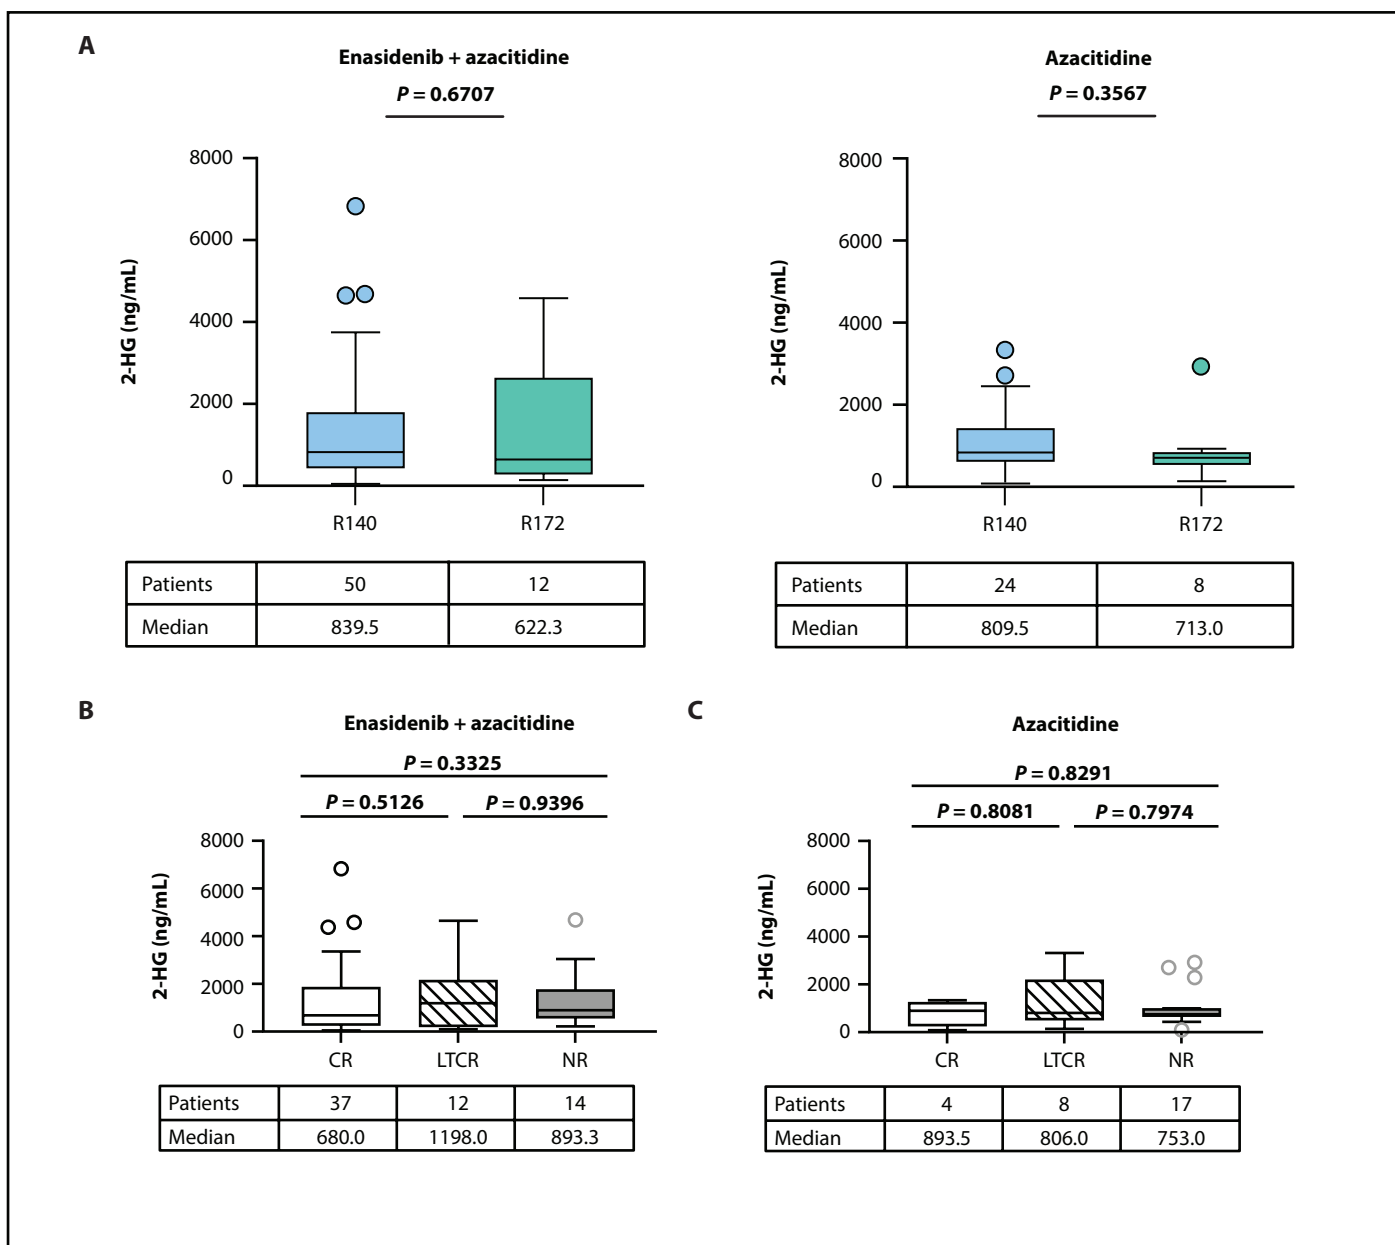 A
Enasidenib + azacitidine
P = 0.6707
8000
6000
4000
2000
0
2-HG (ng/mL)
R140 R172
Patients 50 12
Median 839.5 622.3
Azacitidine
P = 0.3567
8000
6000
4000
2000
0
2-HG (ng/mL)
R140 R172
Patients 24 8
Median 809.5 713.0
B
Enasidenib + azacitidine
P = 0.3325
P = 0.5126 P = 0.9396
8000
6000
4000
2000
0
2-HG (ng/mL)
CR LTCR NR
Patients 37 12 14
Median 680.0 1198.0 893.3
C
Azacitidine
P = 0.8291
P = 0.8081 P = 0.7974
8000
6000
4000
2000
0
2-HG (ng/mL)
CR LTCR NR
Patients 4 8 17
Median 893.5 806.0 753.0